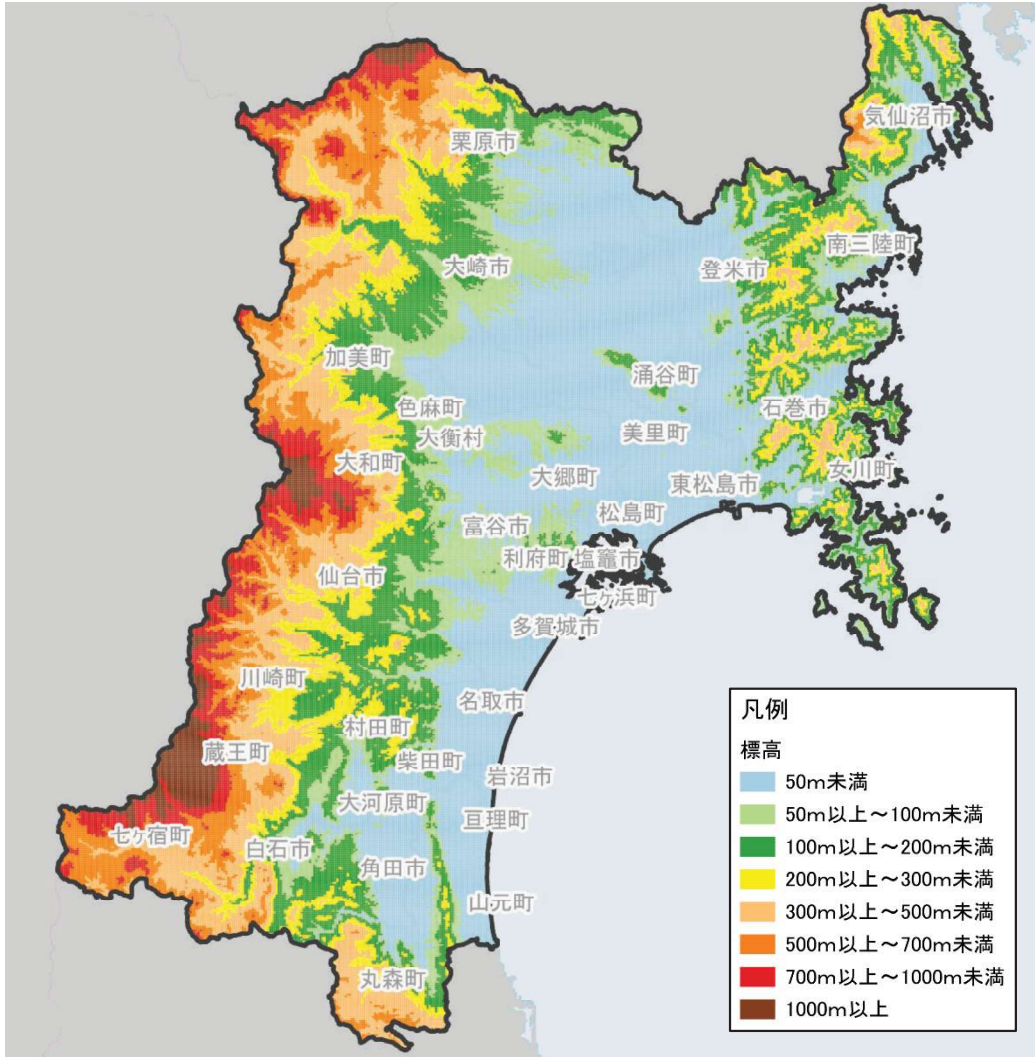 気仙沼市
栗原市
南三陸町
大崎市
登米市
加美町
涌谷町
色麻町
石巻市
大衡村
美里町
大和町
女川町
大郷町
東松島市
松島町
富谷市
利府町
塩竈市
仙台市
七ヶ浜町
多賀城市
川崎町
名取市
村田町
蔵王町
柴田町
岩沼市
大河原町
亘理町
七ヶ宿町
白石市
角田市
山元町
丸森町
凡例
標高
50m未満
50m以上～100m未満
100m以上～200m未満
200m以上～300m未満
300m以上～500m未満
500m以上～700m未満
700m以上～1000m未満
1000m以上